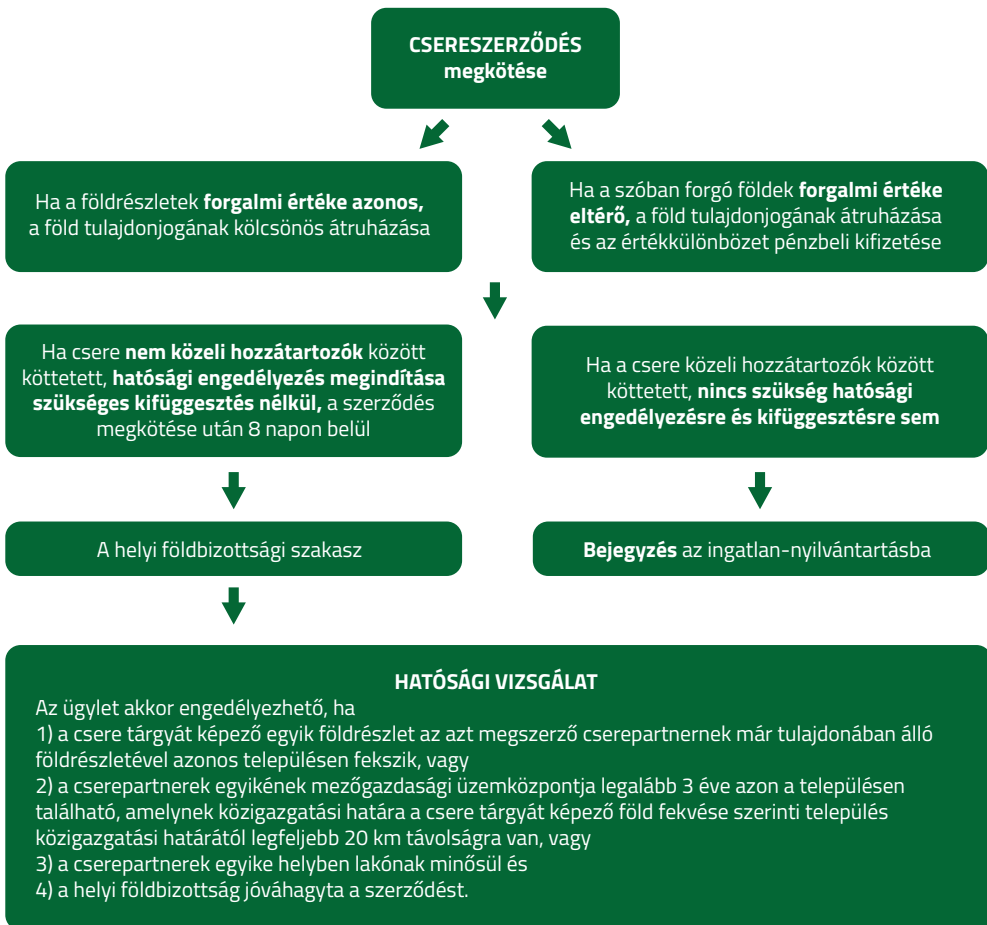 CSERESZERZŐDÉS
megkötése
Ha a földrészletek forgalmi értéke azonos,
a föld tulajdonjogának kölcsönös átruházása
Ha a szóban forgó földek forgalmi értéke
eltérő, a föld tulajdonjogának átruházása
és az értékkülönbözet pénzbeli kifizetése
Ha csere nem közeli hozzátartozók között
köttetett, hatósági engedélyezés megindítása
szükséges kifüggesztés nélkül, a szerződés
megkötése után 8 napon belül
Ha a csere közeli hozzátartozók között
köttetett, nincs szükség hatósági
engedélyezésre és kifüggesztésre sem
A helyi földbizottsági szakasz
Bejegyzés az ingatlan-nyilvántartásba
HATÓSÁGI VIZSGÁLAT
Az ügylet akkor engedélyezhető, ha
1) a csere tárgyát képező egyik földrészlet az azt megszerző cserepartnernek már tulajdonában álló
földrészletével azonos településen fekszik, vagy
2) a cserepartnerek egyikének mezőgazdasági üzemközpontja legalább 3 éve azon a településen
található, amelynek közigazgatási határa a csere tárgyát képező föld fekvése szerinti település
közigazgatási határától legfeljebb 20 km távolságra van, vagy
3) a cserepartnerek egyike helyben lakónak minősül és
4) a helyi földbizottság jóváhagyta a szerződést.